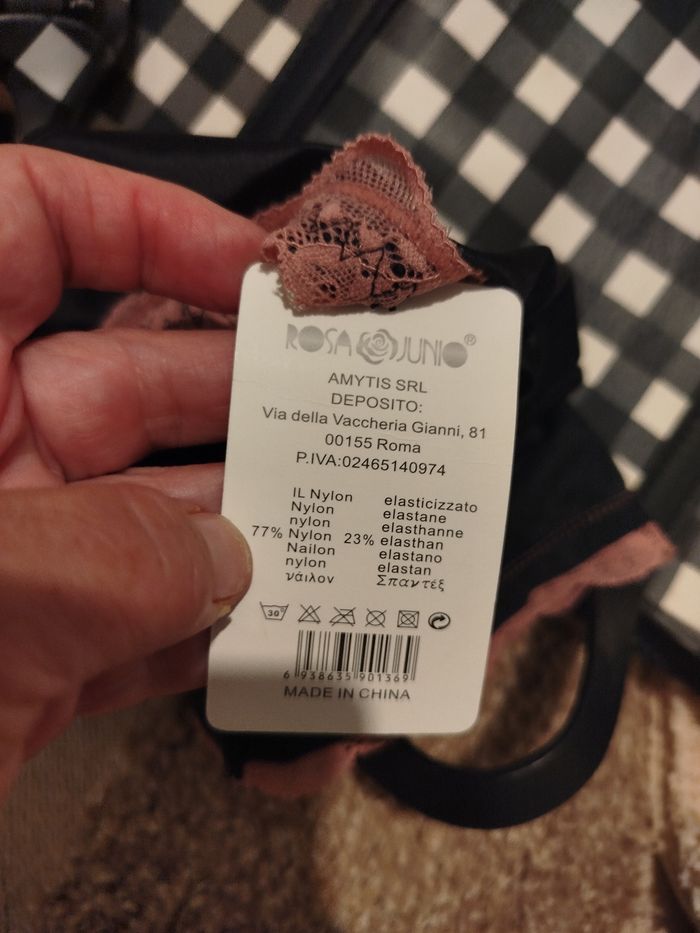 ROSA JUNIO®
AMYTIS SRL
DEPOSITO:
Via della Vaccheria Gianni, 81
00155 Roma
P.IVA:02465140974
77% 23%
IL Nylon elasticizzato
Nylon elastane
nylon elasthanne
Nylon elasthan
Nailon elastano
nylon elastan
νάιλον Σπαντέξ
30°
6 938635 901369
MADE IN CHINA